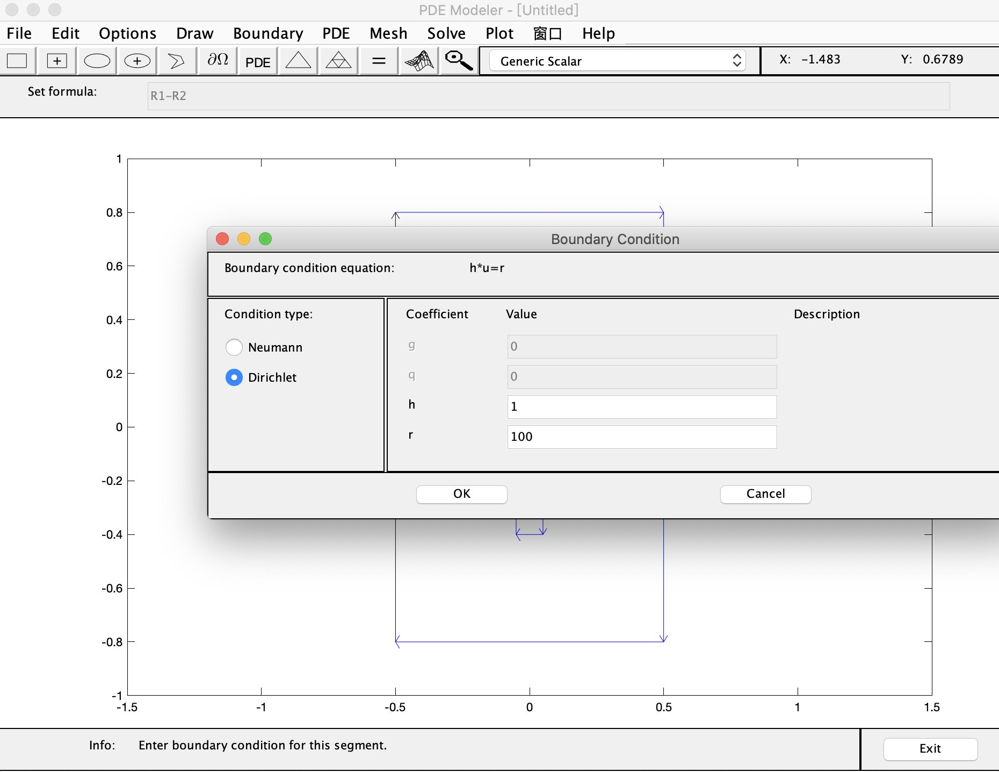 PDE Modeler - [Untitled]
File Edit Options Draw Boundary PDE Mesh Solve Plot 窗口 Help
∂Ω PDE = Generic Scalar X: -1.483 Y: 0.6789
Set formula: R1-R2
1
0.8
0.6
0.4
0.2
0
-0.2
-0.4
-0.6
-0.8
-1
-1.5 -1 -0.5 0 0.5 1 1.5
Boundary Condition
Boundary condition equation: h*u=r
Condition type:
Neumann
Dirichlet
Coefficient Value Description
g 0
q 0
h 1
r 100
OK Cancel
Info: Enter boundary condition for this segment.
Exit